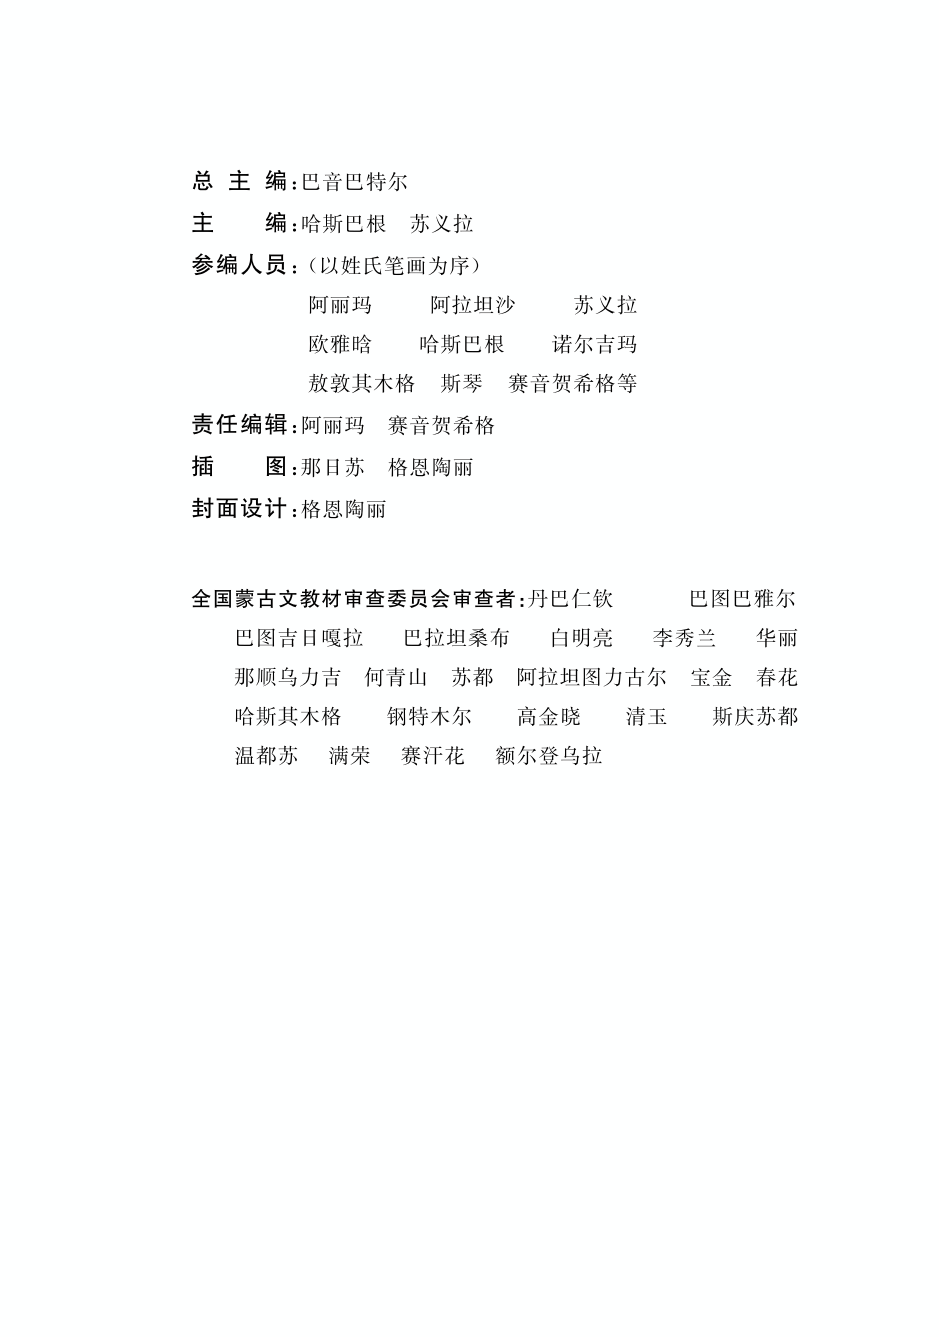 总 主 编:巴音巴特尔
主 编:哈斯巴根 苏义拉
参编人员:(以姓氏笔画为序)
阿丽玛 阿拉坦沙 苏义拉
欧雅晗 哈斯巴根 诺尔吉玛
敖敦其木格 斯琴 赛音贺希格等
责任编辑:阿丽玛 赛音贺希格
插 图:那日苏 格恩陶丽
封面设计:格恩陶丽
全国蒙古文教材审查委员会审查者:丹巴仁钦 巴图巴雅尔
巴图吉日嘎拉 巴拉坦桑布 白明亮 李秀兰 华丽
那顺乌力吉 何青山 苏都 阿拉坦图力古尔 宝金 春花
哈斯其木格 钢特木尔 高金晓 清玉 斯庆苏都
温都苏 满荣 赛汗花 额尔登乌拉